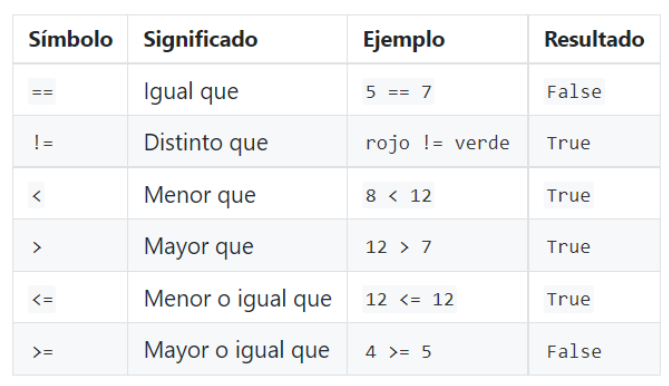 Símbolo Significado Ejemplo Resultado
== Igual que 5 == 7 False
!= Distinto que rojo != verde True
< Menor que 8 < 12 True
> Mayor que 12 > 7 True
<= Menor o igual que 12 <= 12 True
>= Mayor o igual que 4 >= 5 False